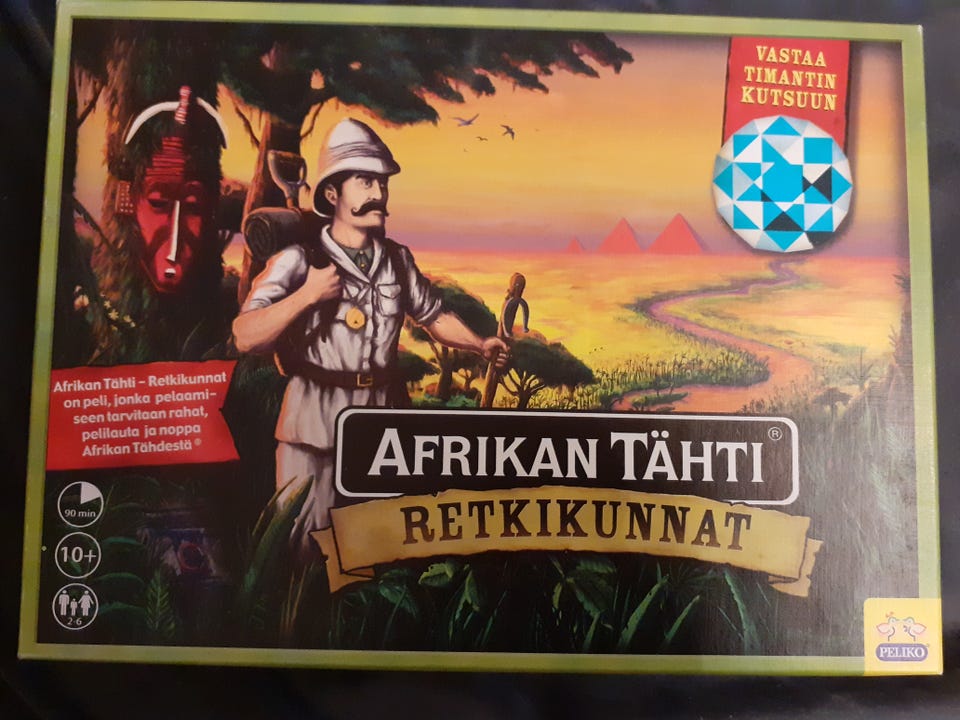 VASTAA
TIMANTIN
KUTSUUN
Afrikan Tähti – Retkikunnat
on peli, jonka pelaami-
seen tarvitaan rahat,
pelilauta ja noppa
Afrikan Tähdestä ®
AFRIKAN TÄHTI ®
RETKIKUNNAT
90 min
10+
2-6
PELIKO